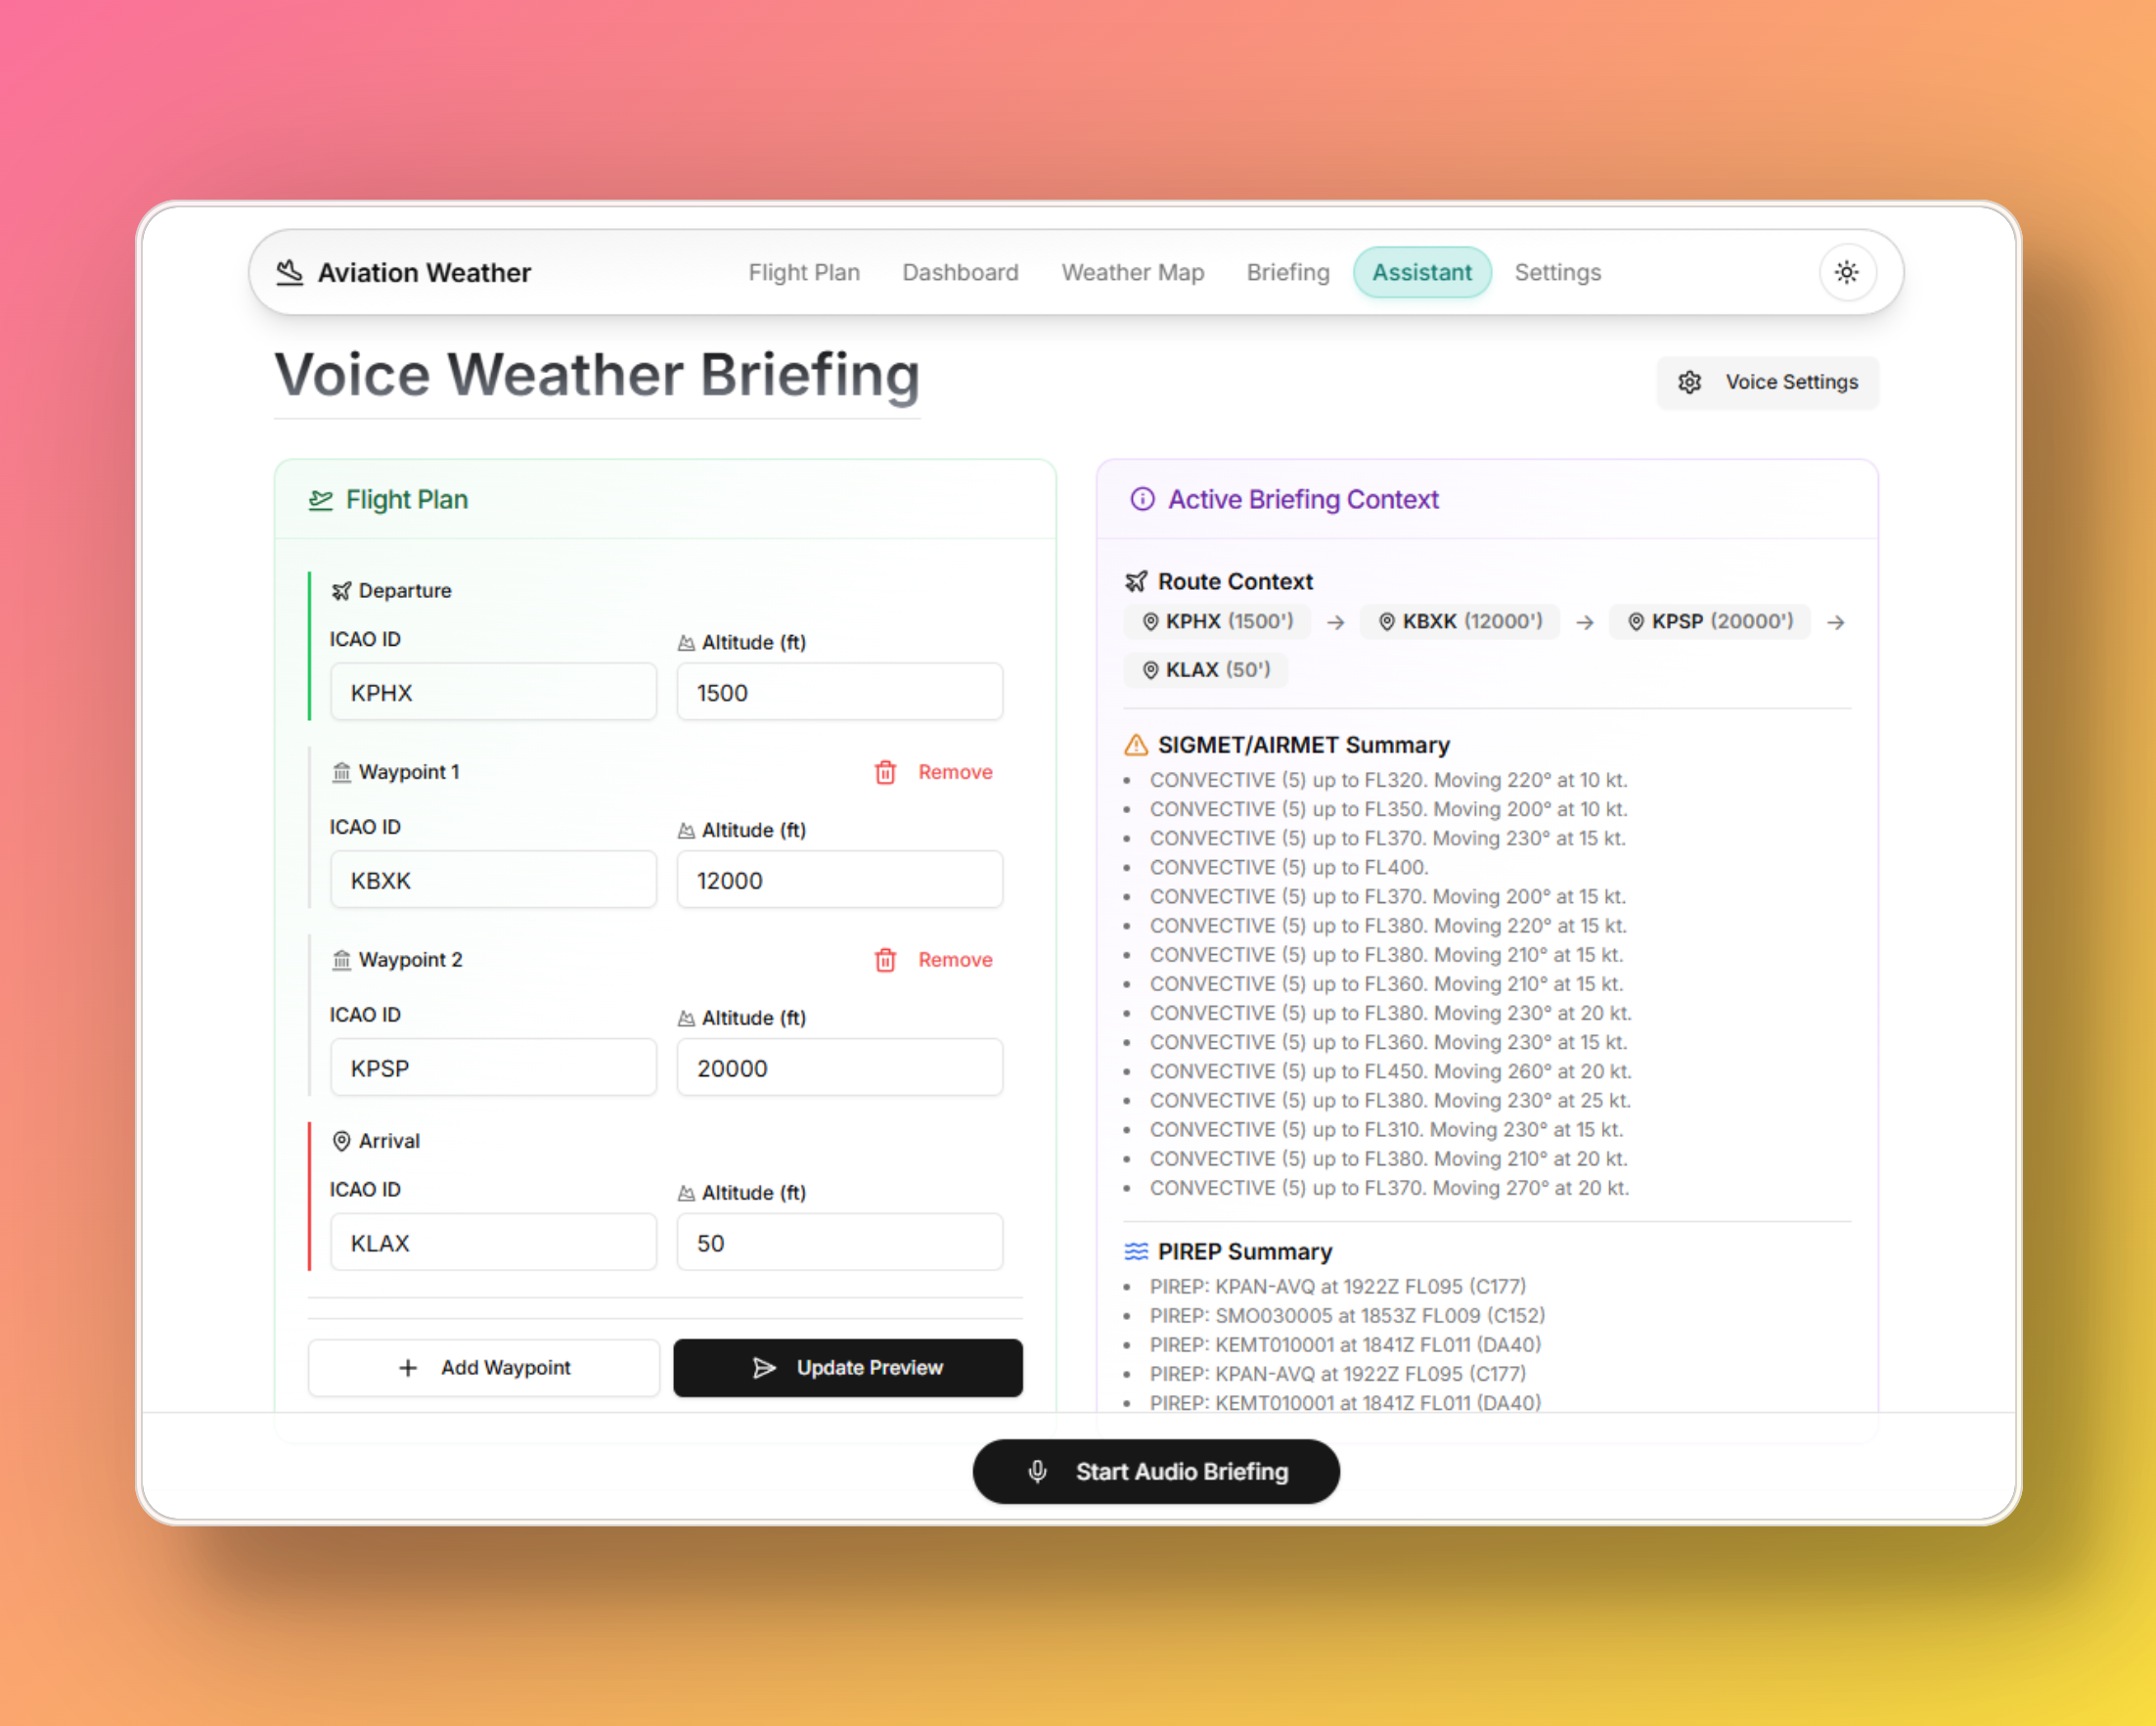 Aviation Weather
Flight Plan
Dashboard
Weather Map
Briefing
Assistant
Settings
Voice Weather Briefing
Voice Settings
Flight Plan
Departure
ICAO ID
Altitude (ft)
KPHX
1500
Waypoint 1
Remove
ICAO ID
Altitude (ft)
KBXK
12000
Waypoint 2
Remove
ICAO ID
Altitude (ft)
KPSP
20000
Arrival
ICAO ID
Altitude (ft)
KLAX
50
Add Waypoint
Update Preview
Active Briefing Context
Route Context
KPHX (1500') → KBXK (12000') → KPSP (20000') →
KLAX (50')
SIGMET/AIRMET Summary
• CONVECTIVE (5) up to FL320. Moving 220° at 10 kt.
• CONVECTIVE (5) up to FL350. Moving 200° at 10 kt.
• CONVECTIVE (5) up to FL370. Moving 230° at 15 kt.
• CONVECTIVE (5) up to FL400.
• CONVECTIVE (5) up to FL370. Moving 200° at 15 kt.
• CONVECTIVE (5) up to FL380. Moving 220° at 15 kt.
• CONVECTIVE (5) up to FL380. Moving 210° at 15 kt.
• CONVECTIVE (5) up to FL360. Moving 210° at 15 kt.
• CONVECTIVE (5) up to FL380. Moving 230° at 20 kt.
• CONVECTIVE (5) up to FL360. Moving 230° at 15 kt.
• CONVECTIVE (5) up to FL450. Moving 260° at 20 kt.
• CONVECTIVE (5) up to FL380. Moving 230° at 25 kt.
• CONVECTIVE (5) up to FL310. Moving 230° at 15 kt.
• CONVECTIVE (5) up to FL380. Moving 210° at 20 kt.
• CONVECTIVE (5) up to FL370. Moving 270° at 20 kt.
PIREP Summary
• PIREP: KPAN-AVQ at 1922Z FL095 (C177)
• PIREP: SMO030005 at 1853Z FL009 (C152)
• PIREP: KEMT010001 at 1841Z FL011 (DA40)
• PIREP: KPAN-AVQ at 1922Z FL095 (C177)
• PIREP: KEMT010001 at 1841Z FL011 (DA40)
Start Audio Briefing